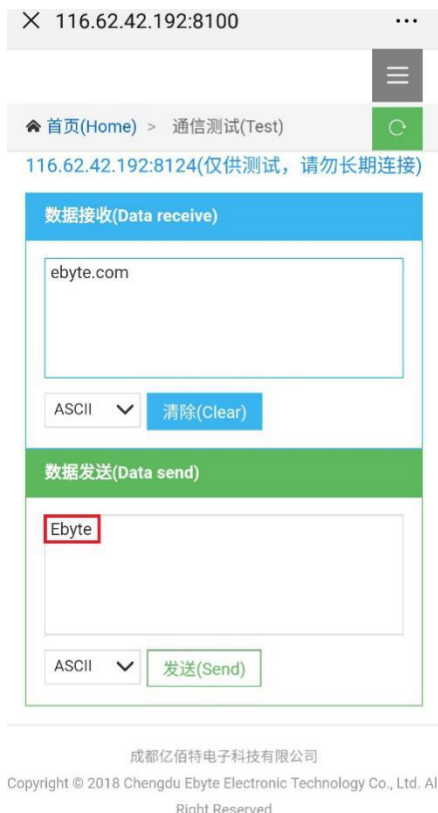 116.62.42.192:8100
首页(Home) > 通信测试(Test)
116.62.42.192:8124(仅供测试，请勿长期连接)
数据接收(Data receive)
ebyte.com
ASCII 清除(Clear)
数据发送(Data send)
Ebyte
ASCII 发送(Send)
成都亿佰特电子科技有限公司
Copyright © 2018 Chengdu Ebyte Electronic Technology Co., Ltd. Al
Right Reserved